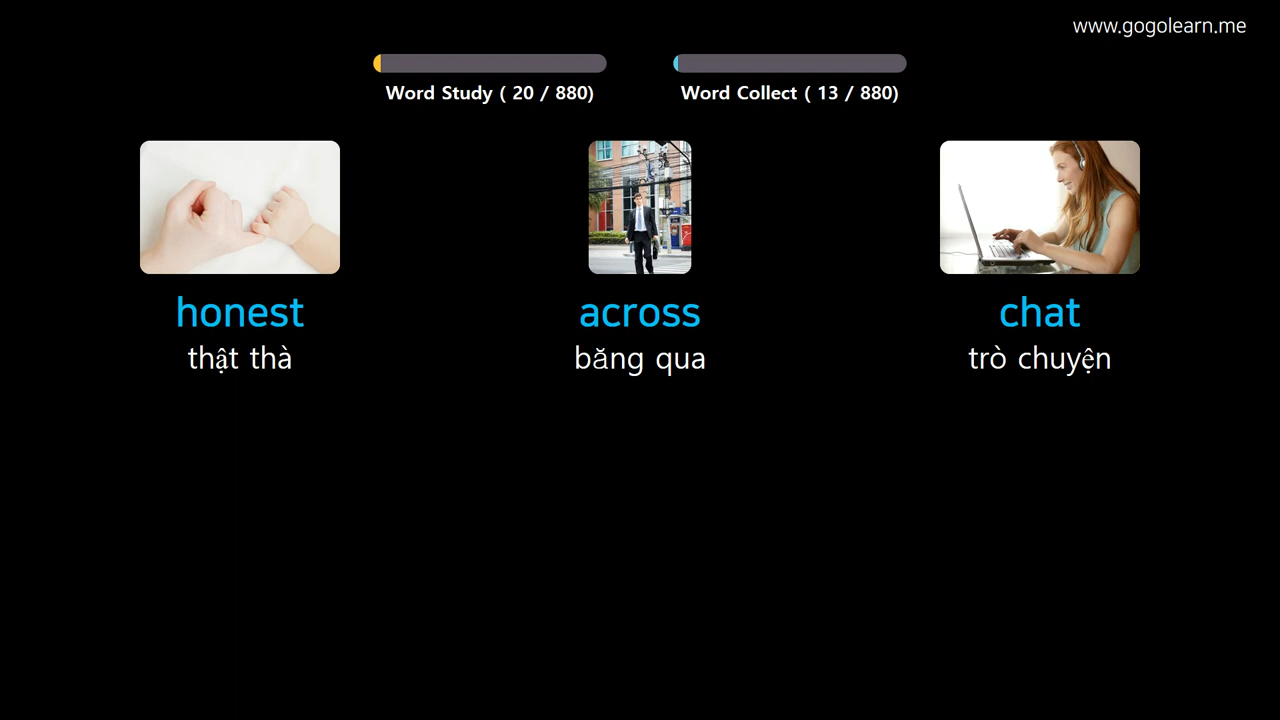 www.gogolearn.me
Word Study ( 20 / 880)
Word Collect ( 13 / 880)
honest
across
chat
thật thà
băng qua
trò chuyện